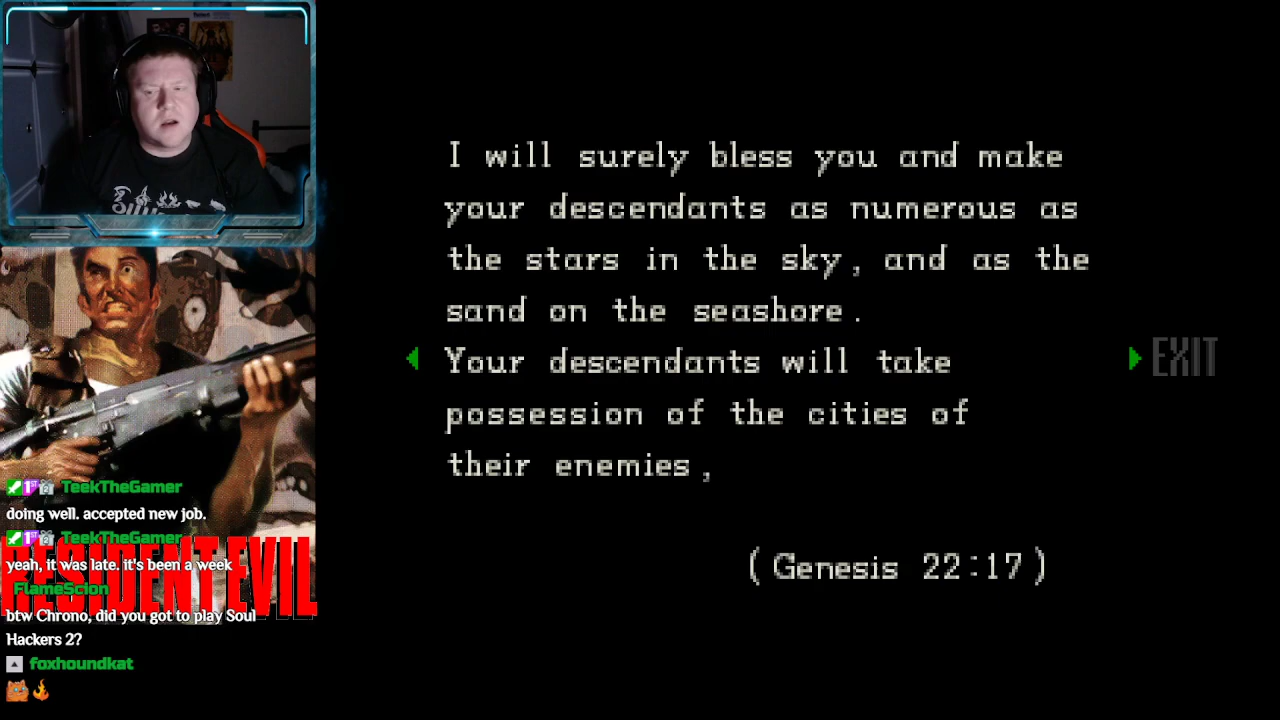 I will surely bless you and make
your descendants as numerous as
the stars in the sky, and as the
sand on the seashore.
Your descendants will take
possession of the cities of
their enemies,
(Genesis 22:17)
EXIT
TeekTheGamer
doing well. accepted new job.
TeekTheGamer
yeah, it was late. it's been a week
FlameScion
btw Chrono, did you got to play Soul
Hackers 2?
foxhoundkat
RESIDENT EVIL